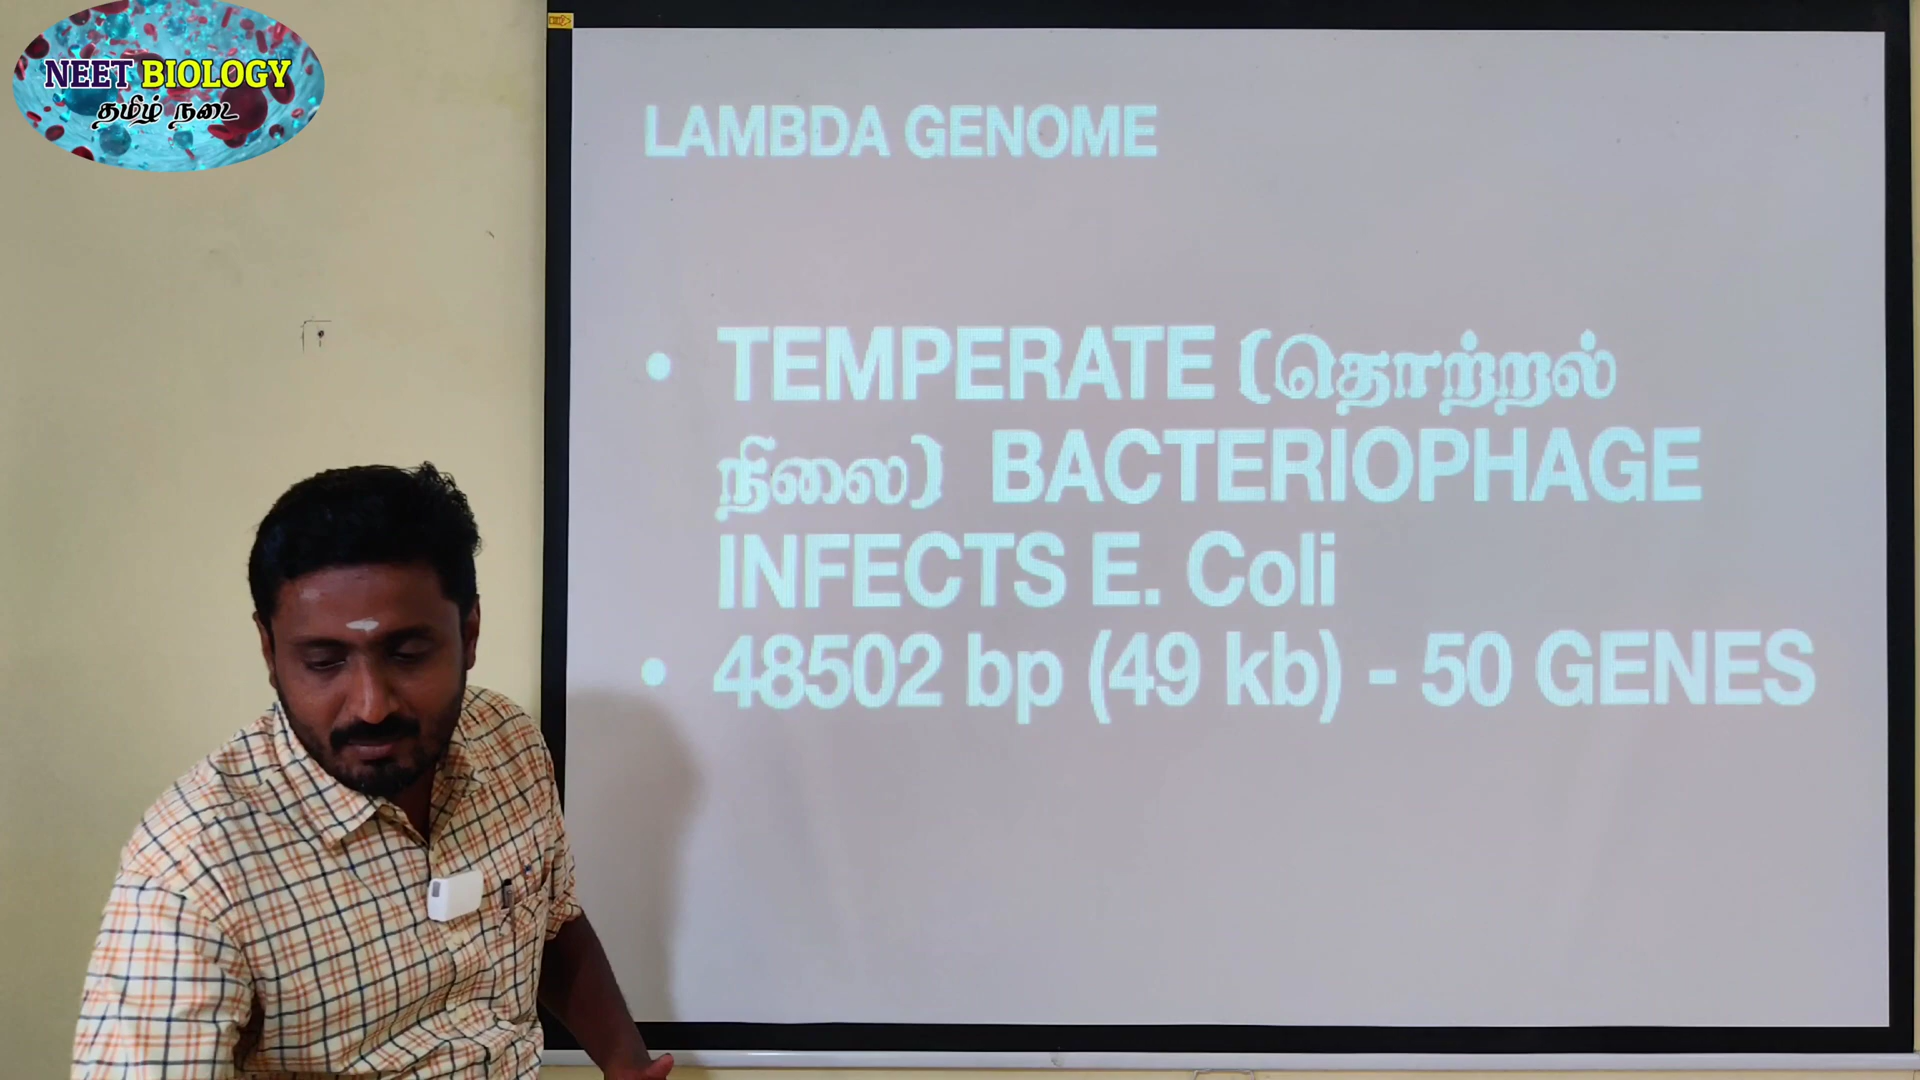 NEET BIOLOGY
தமிழ் நடை
LAMBDA GENOME
• TEMPERATE (தொற்றல்
நிலை) BACTERIOPHAGE
INFECTS E. Coli
• 48502 bp (49 kb) - 50 GENES